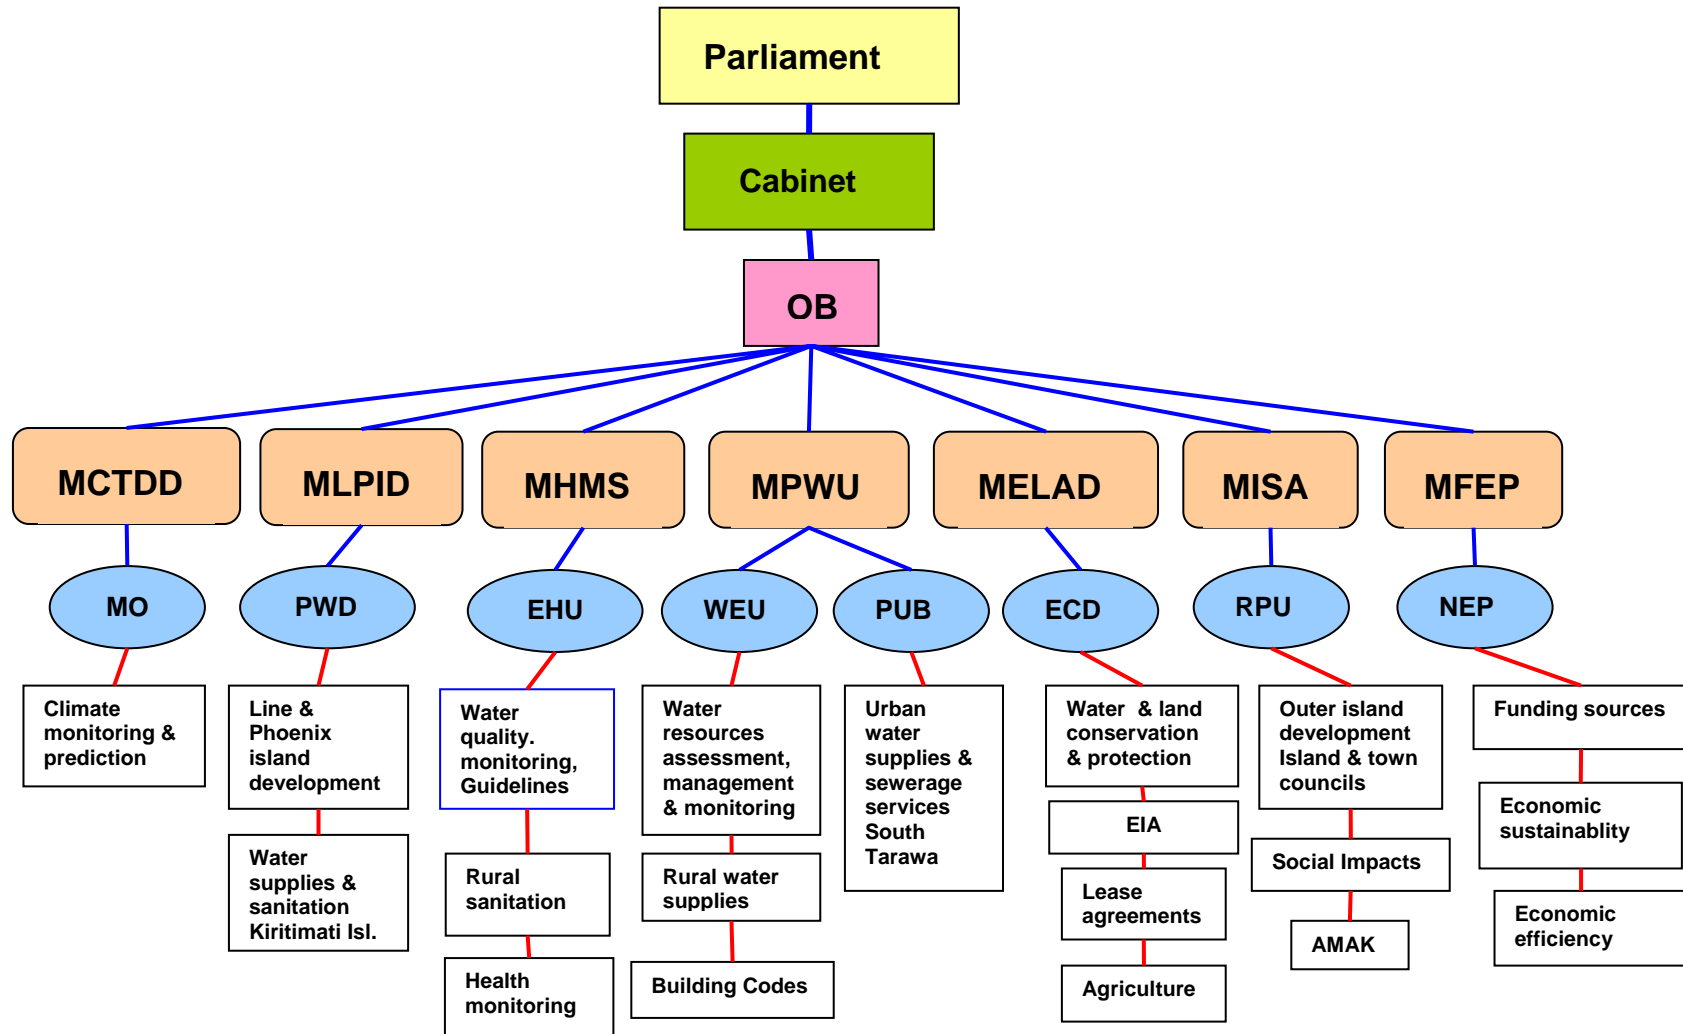 Parliament
Cabinet
OB
MCTDD
MLPID
MHMS
MPWU
MELAD
MISA
MFEP
MO
PWD
EHU
WEU
PUB
ECD
RPU
NEP
Climate
monitoring &
prediction
Line &
Phoenix
island
development
Water
supplies &
sanitation
Kiritimati Isl.
Water
quality.
monitoring,
Guidelines
Rural
sanitation
Health
monitoring
Water
resources
assessment,
management
& monitoring
Rural water
supplies
Building Codes
Urban
water
supplies &
sewerage
services
South
Tarawa
Water & land
conservation
& protection
EIA
Lease
agreements
Agriculture
Outer island
development
Island & town
councils
Social Impacts
AMAK
Funding sources
Economic
sustainablity
Economic
efficiency